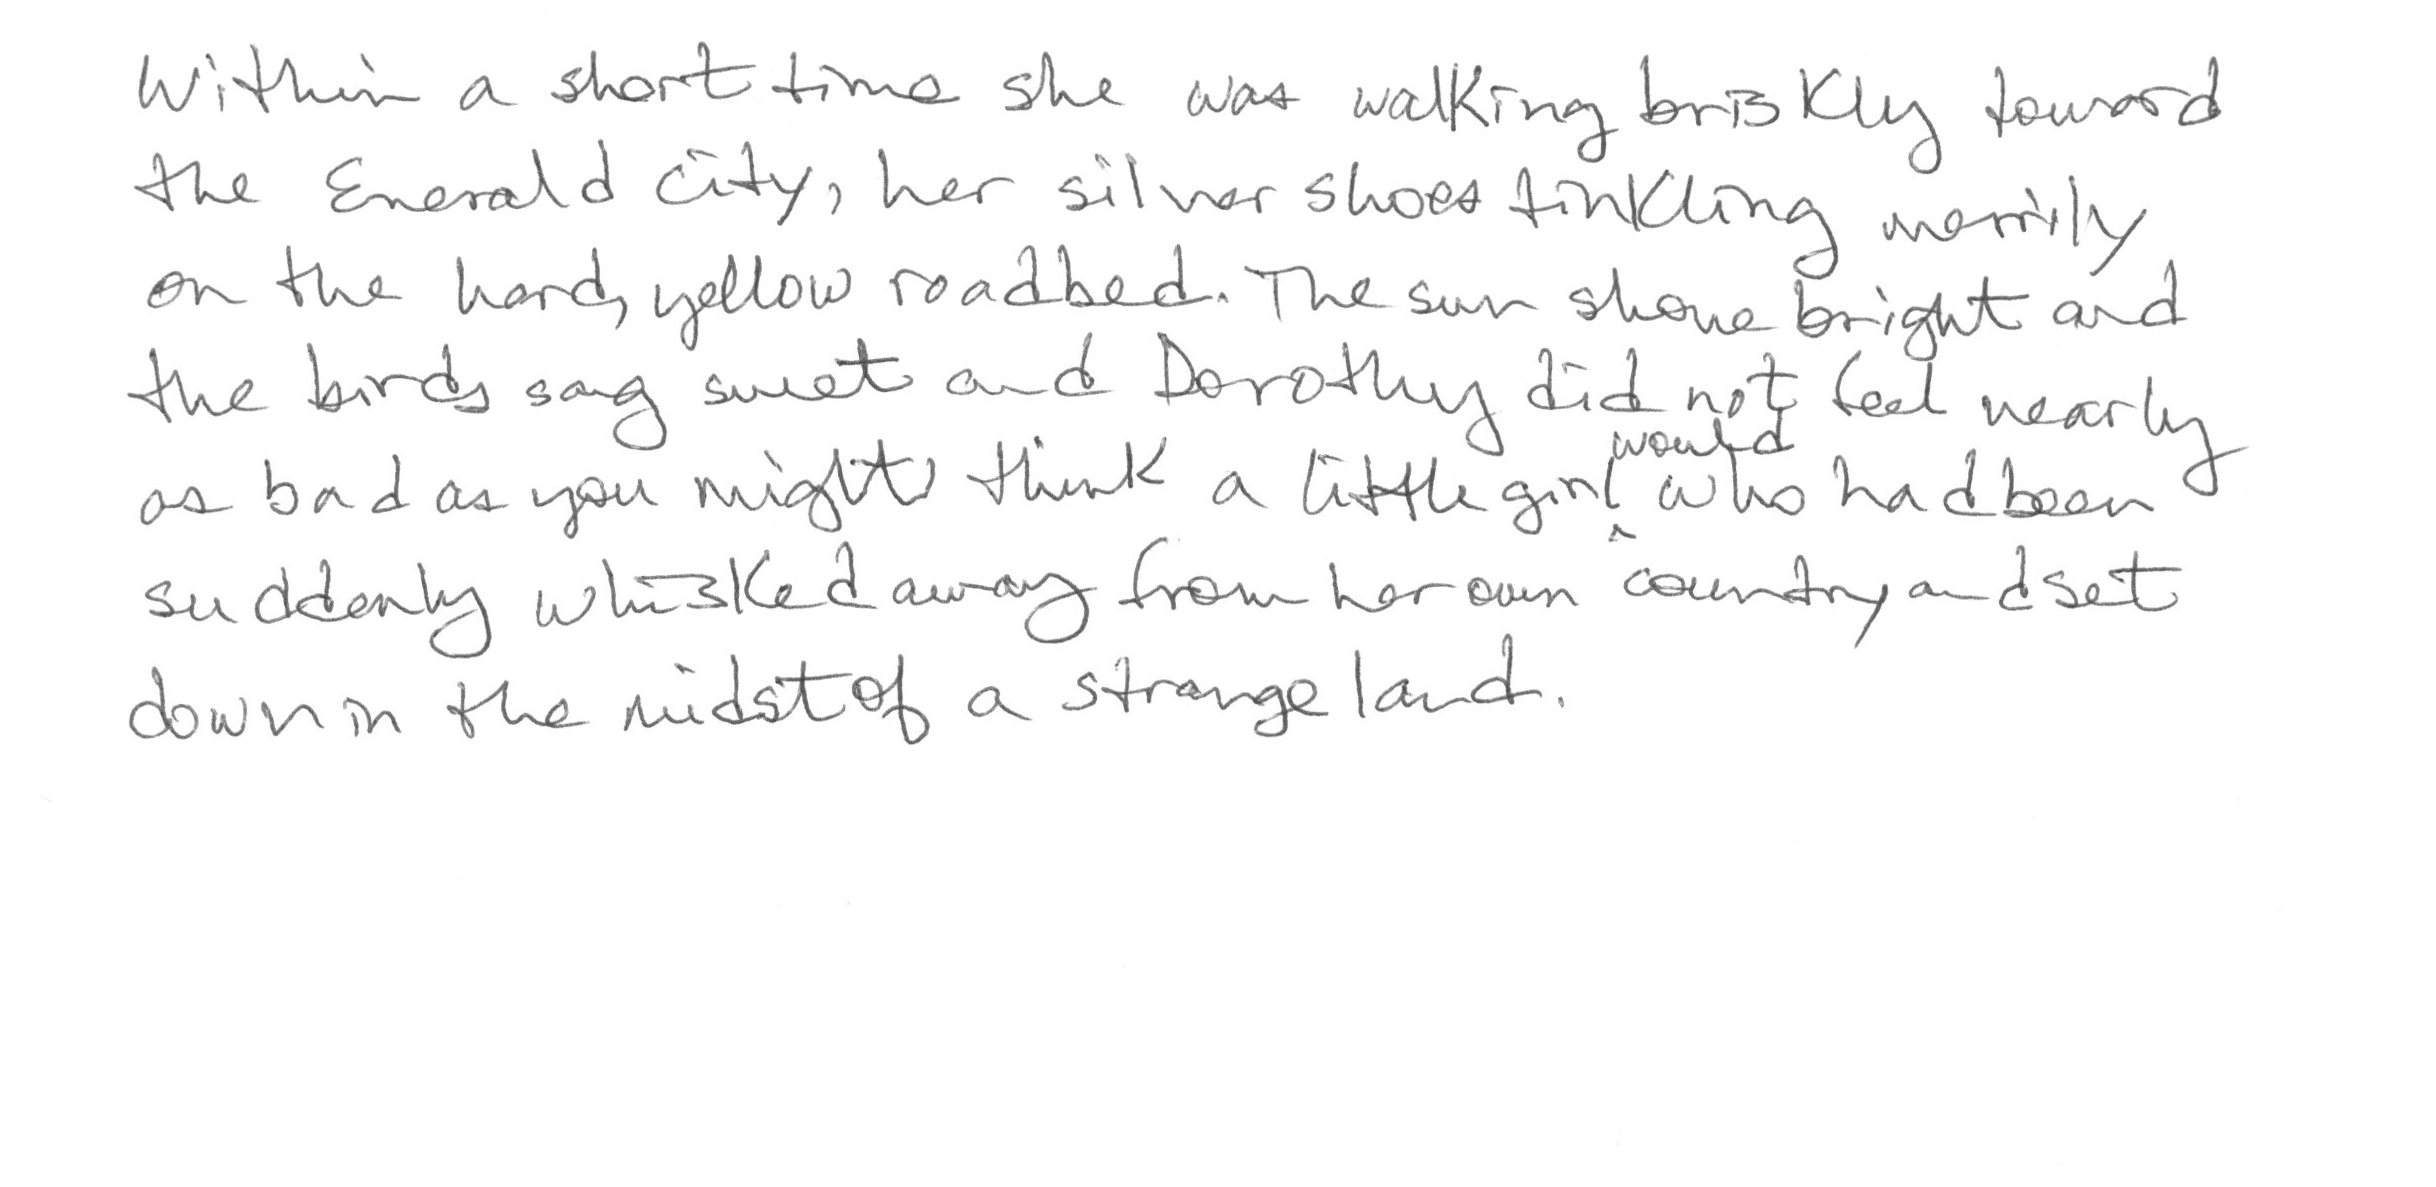 Within a short time she was walking briskly toward
the Emerald City, her silver shoes tinkling merrily
on the hard, yellow roadbed. The sun shone bright and
the birds sang sweet and Dorothy did not feel nearly
as bad as you might think a little girl would who had been
suddenly whisked away from her own country and set
down in the midst of a strange land.